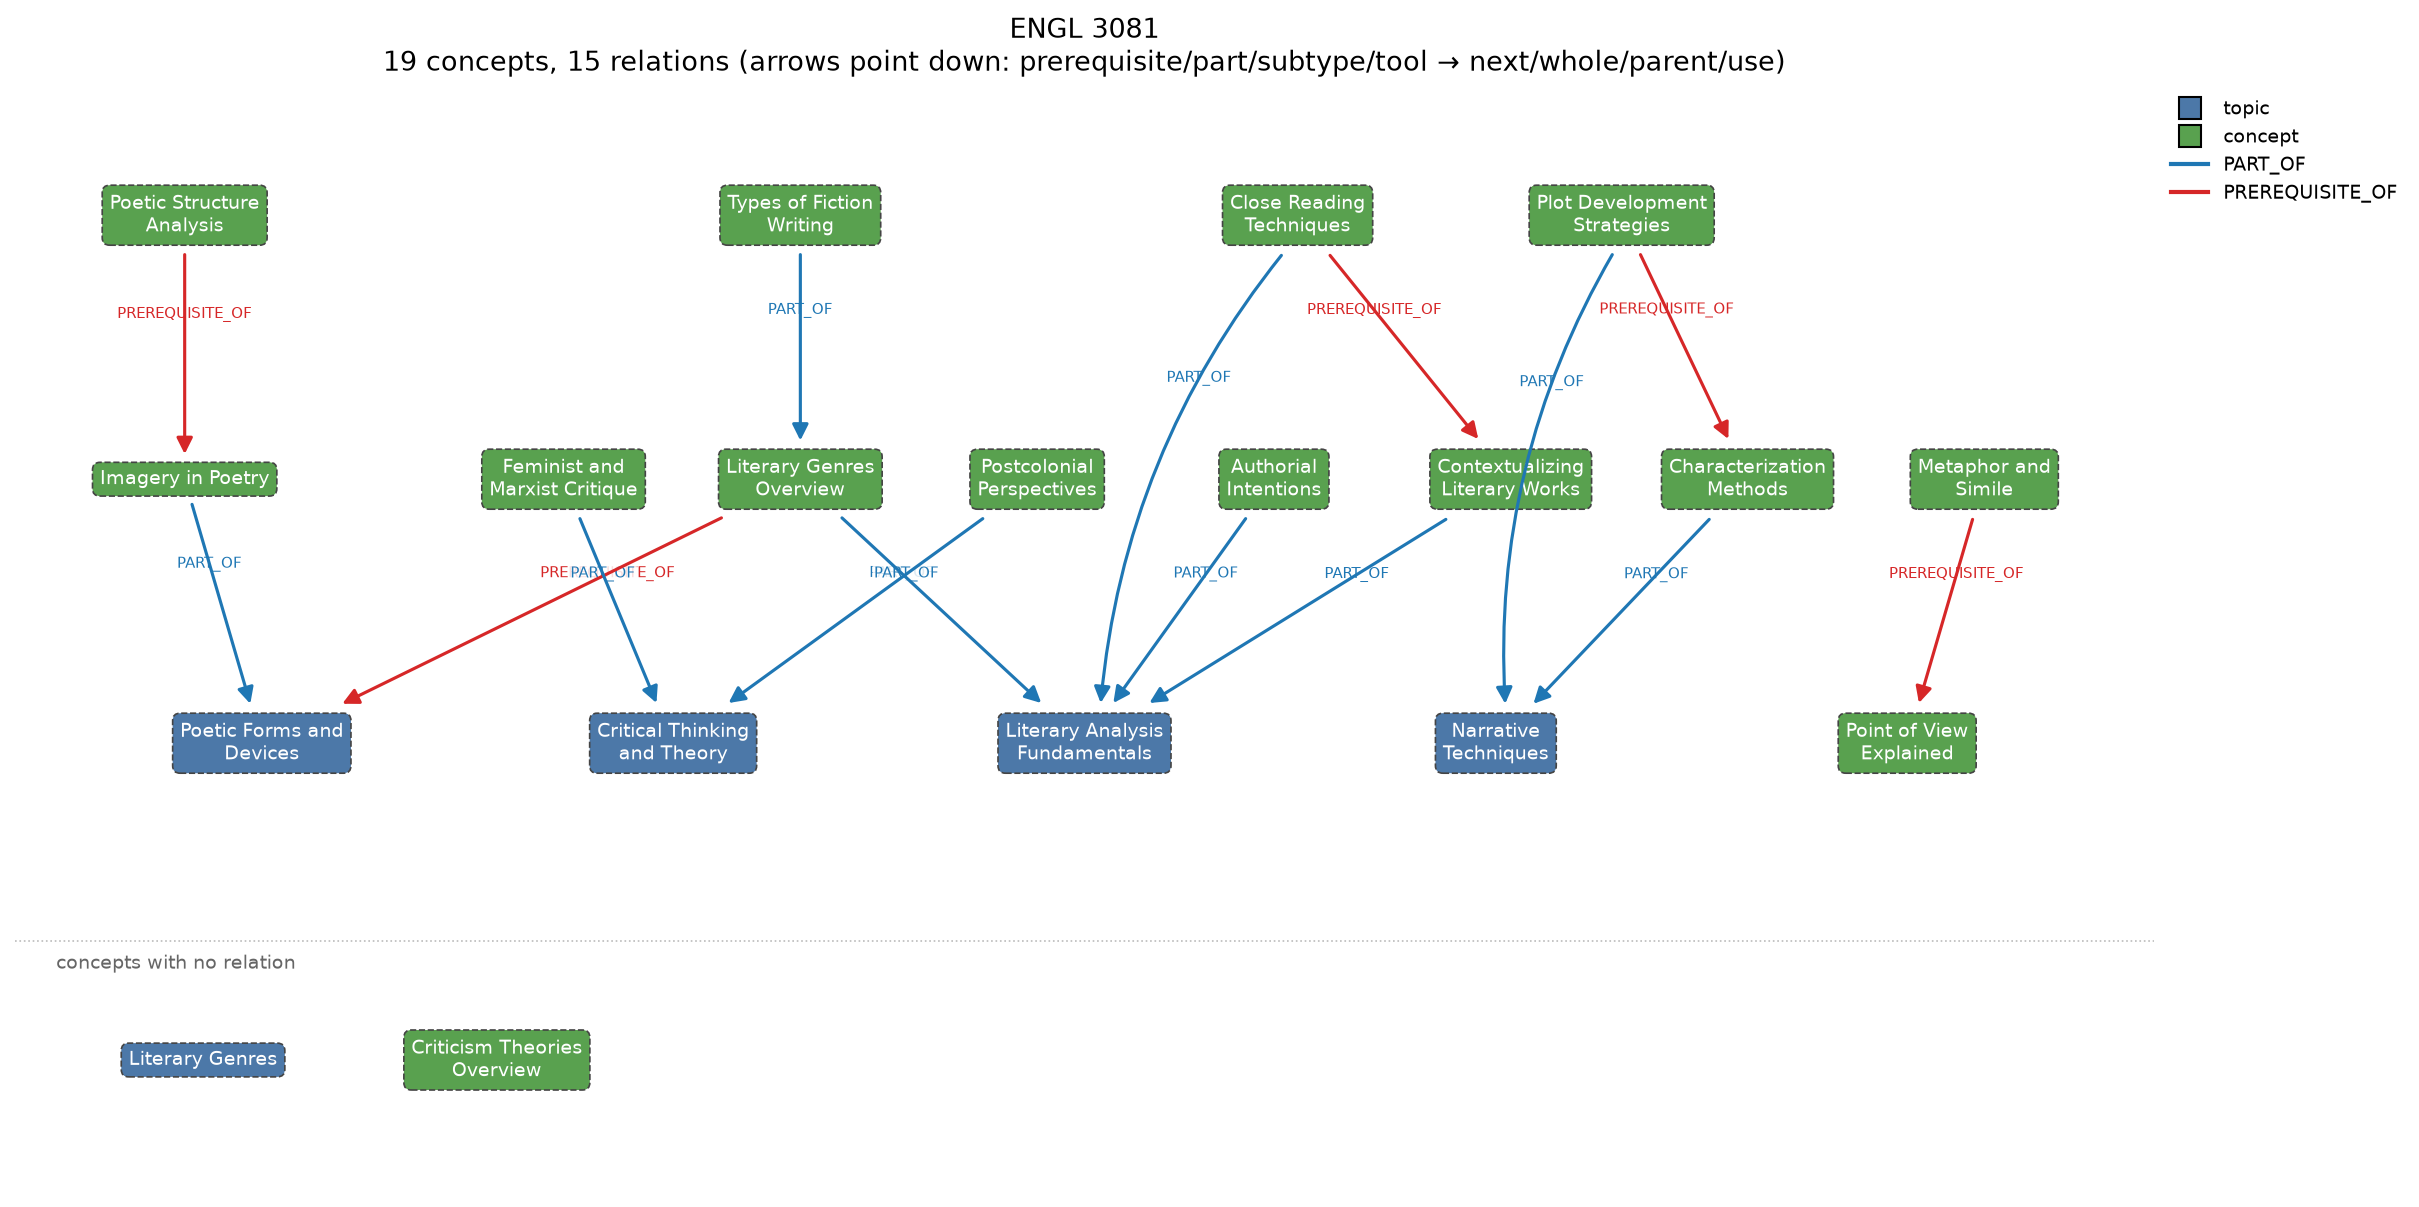 ENGL 3081
19 concepts, 15 relations (arrows point down: prerequisite/part/subtype/tool → next/whole/parent/use)
topic
concept
PART_OF
PREREQUISITE_OF
Poetic Structure
Analysis
Types of Fiction
Writing
Close Reading
Techniques
Plot Development
Strategies
PREREQUISITE_OF
PART_OF
PREREQUISITE_OF
PREREQUISITE_OF
PART_OF
PART_OF
Imagery in Poetry
Feminist and
Marxist Critique
Literary Genres
Overview
Postcolonial
Perspectives
Authorial
Intentions
Contextualizing
Literary Works
Characterization
Methods
Metaphor and
Simile
PART_OF
PART_OF
PART_OF
PART_OF
PART_OF
PART_OF
PREREQUISITE_OF
Poetic Forms and
Devices
Critical Thinking
and Theory
Literary Analysis
Fundamentals
Narrative
Techniques
Point of View
Explained
concepts with no relation
Literary Genres
Criticism Theories
Overview